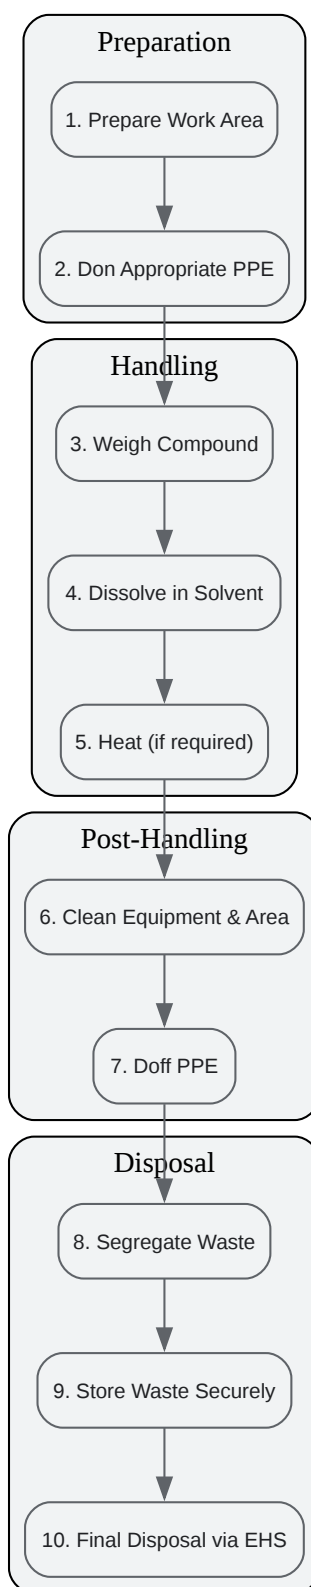 Preparation
1. Prepare Work Area
2. Don Appropriate PPE
Handling
3. Weigh Compound
4. Dissolve in Solvent
5. Heat (if required)
Post-Handling
6. Clean Equipment & Area
7. Doff PPE
Disposal
8. Segregate Waste
9. Store Waste Securely
10. Final Disposal via EHS